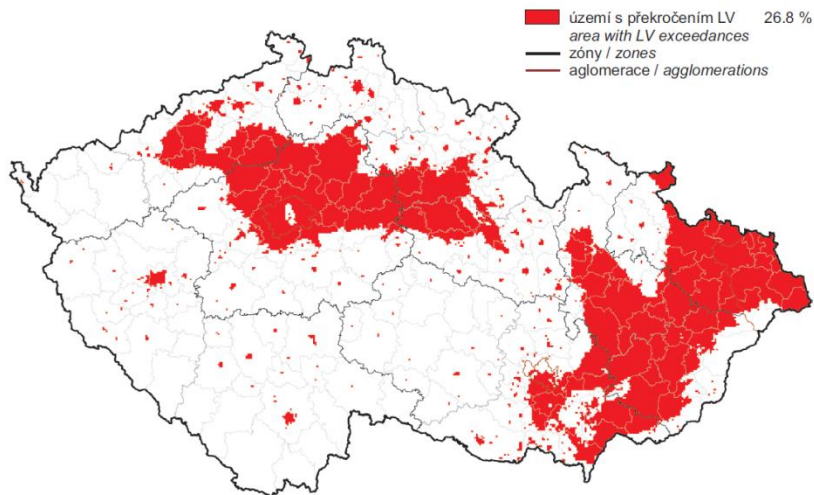 území s překročením LV 26.8 %
area with LV exceedances
zóny / zones
aglomerace / agglomerations